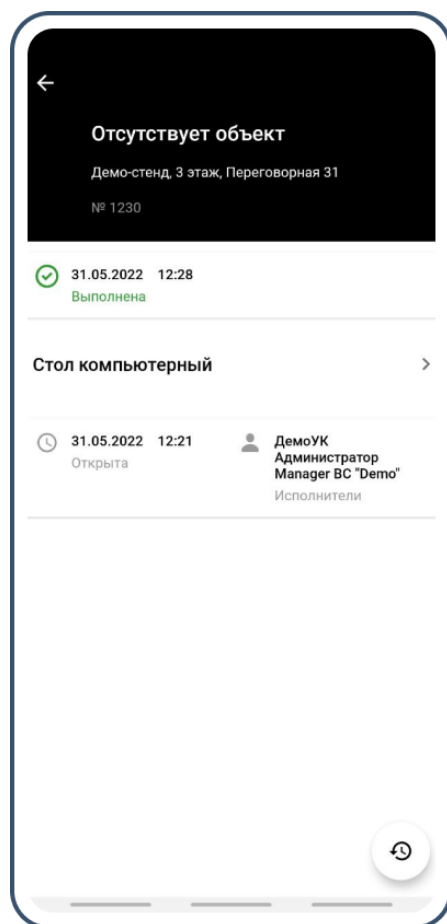 Отсутствует объект
Демо-стенд, 3 этаж, Переговорная 31
№ 1230
31.05.2022 12:28
Выполнена
Стол компьютерный
31.05.2022 12:21
Открыта
ДемоУК
Администратор
Manager BC "Demo"
Исполнители